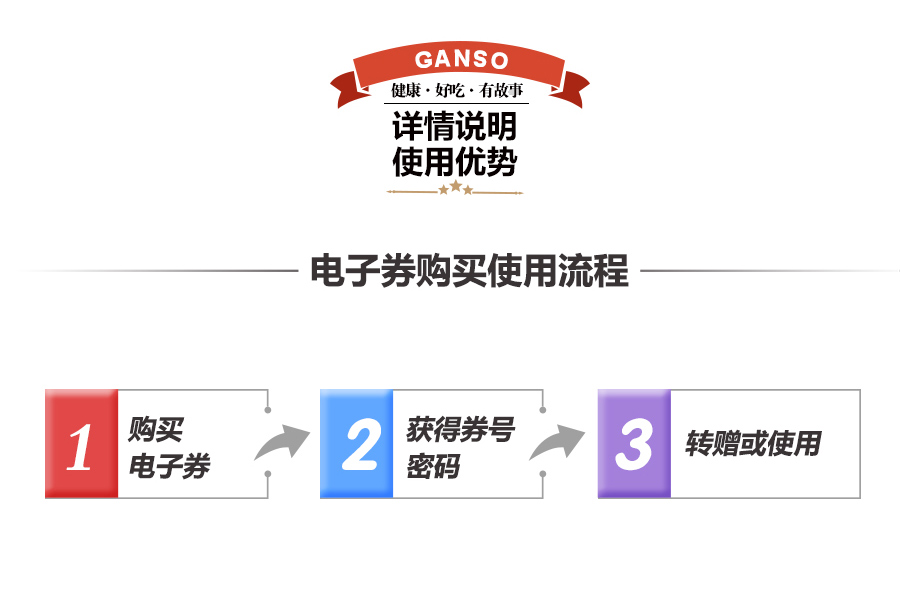 GANSO
健康·好吃·有故事
详情说明
使用优势
电子券购买使用流程
1
购买
电子券
2
获得券号
密码
3
转赠或使用